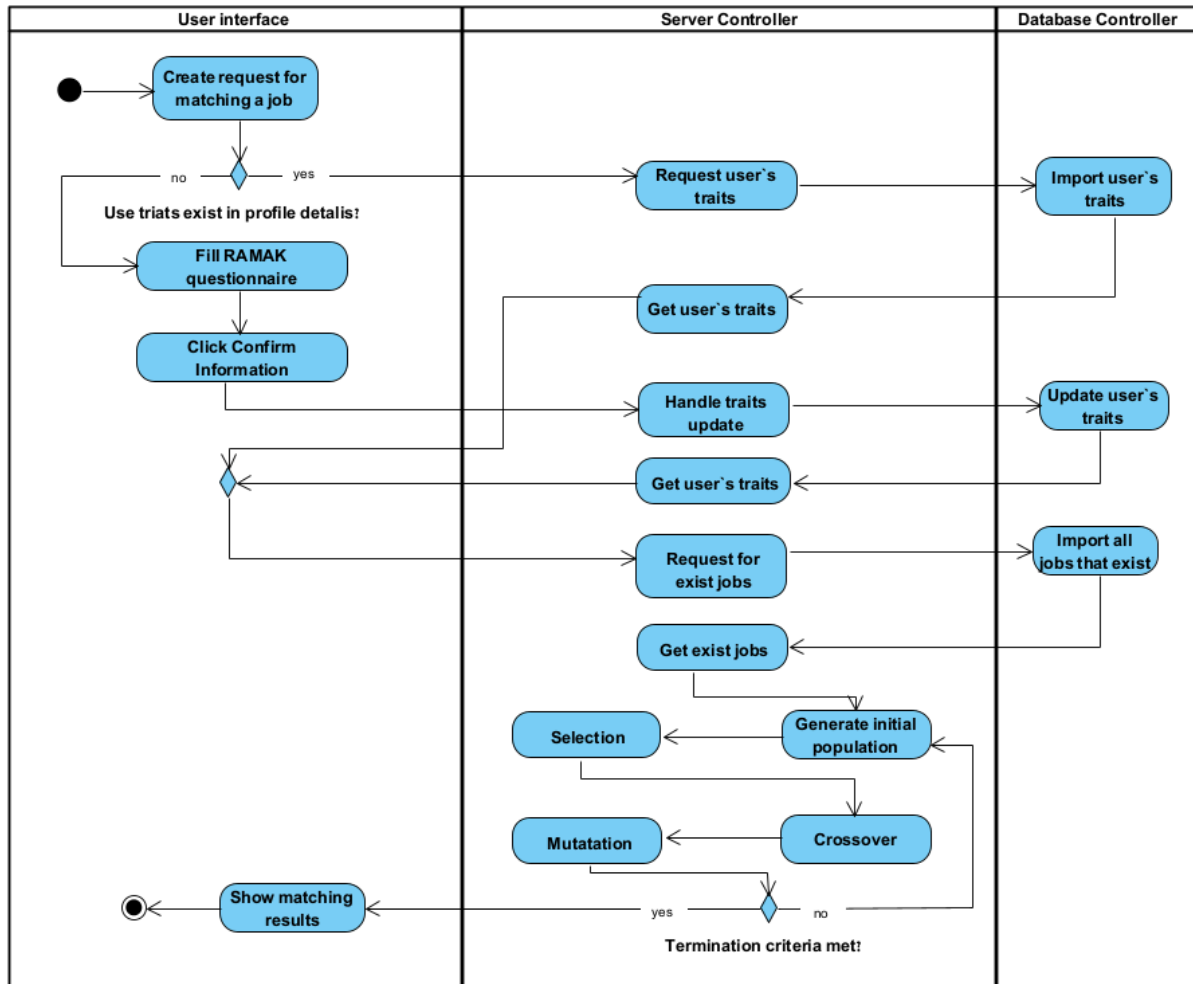 User interface
Server Controller
Database Controller
Create request for
matching a job
no
yes
Use triats exist in profile detalis?
Request user`s
traits
Import user`s
traits
Fill RAMAK
questionnaire
Get user`s traits
Click Confirm
Information
Handle traits
update
Update user`s
traits
Get user`s traits
Request for
exist jobs
Import all
jobs that exist
Get exist jobs
Generate initial
population
Selection
Crossover
Mutatation
Show matching
results
yes
no
Termination criteria met?